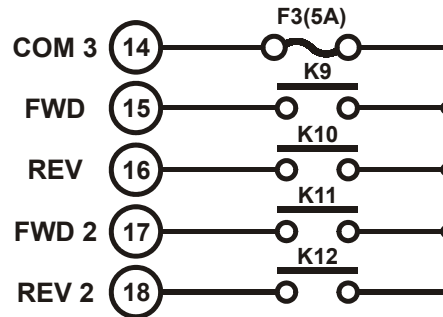 F3(5A)
COM 3 14
K9
FWD 15
K10
REV 16
K11
FWD 2 17
K12
REV 2 18